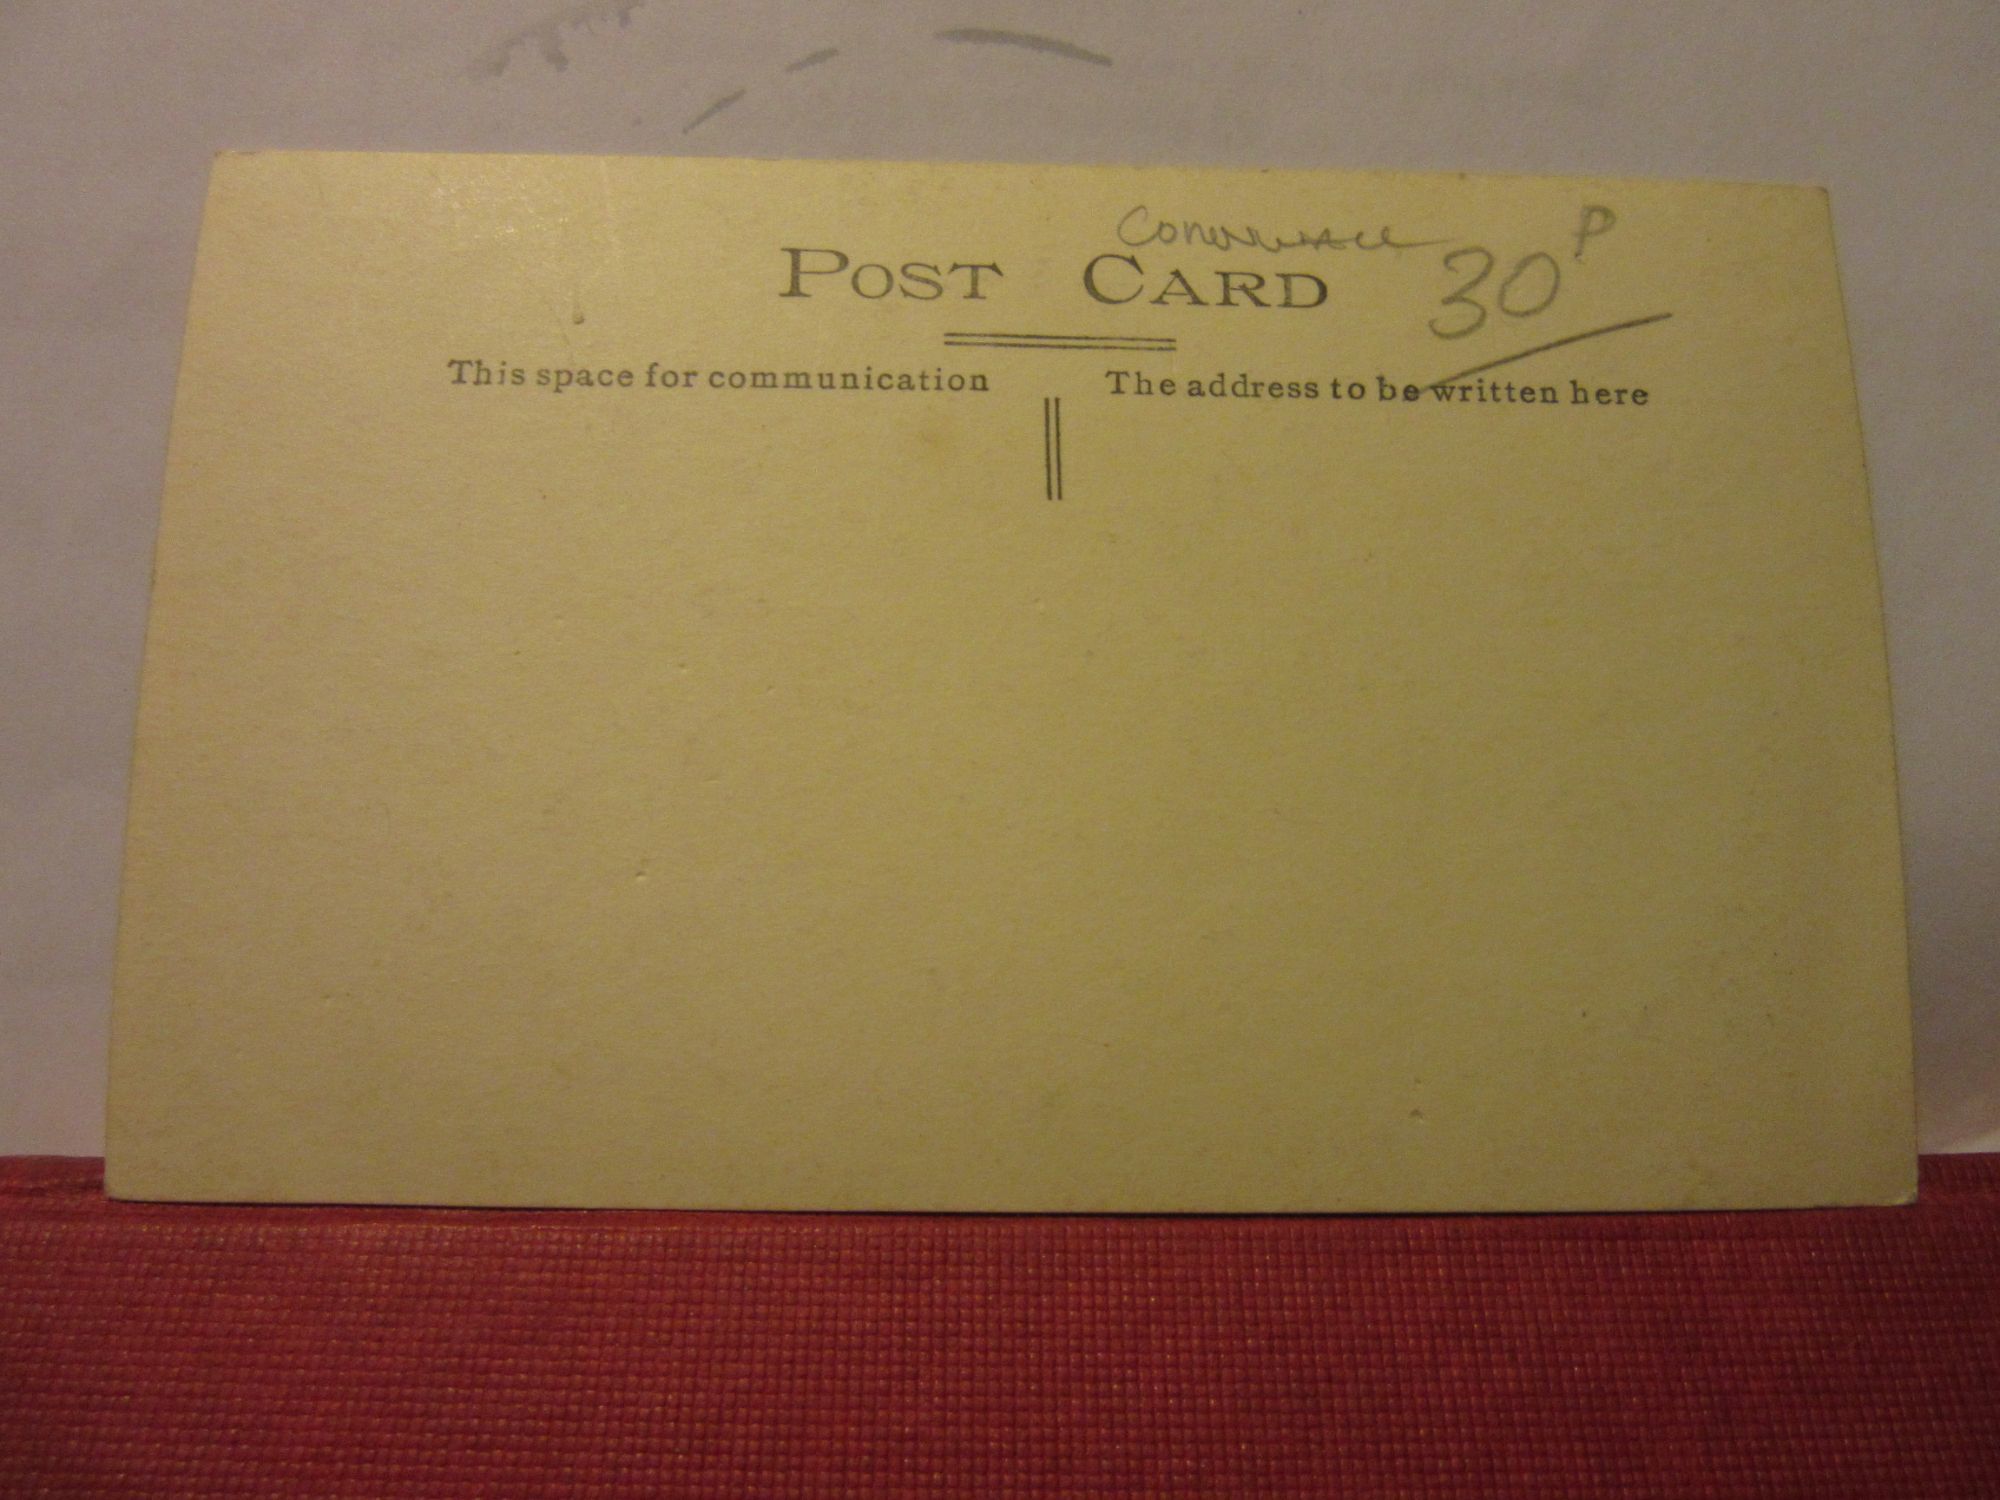 POST CARD
30P
This space for communication
The address to be written here